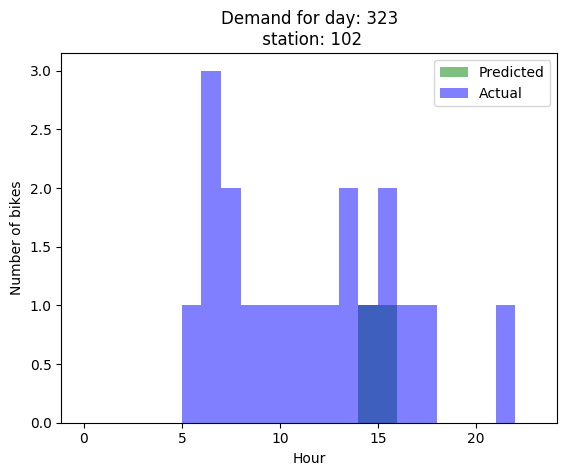 Demand for day: 323
station: 102
Predicted
Actual
3.0
2.5
2.0
1.5
1.0
0.5
0.0
Number of bikes
0 5 10 15 20
Hour